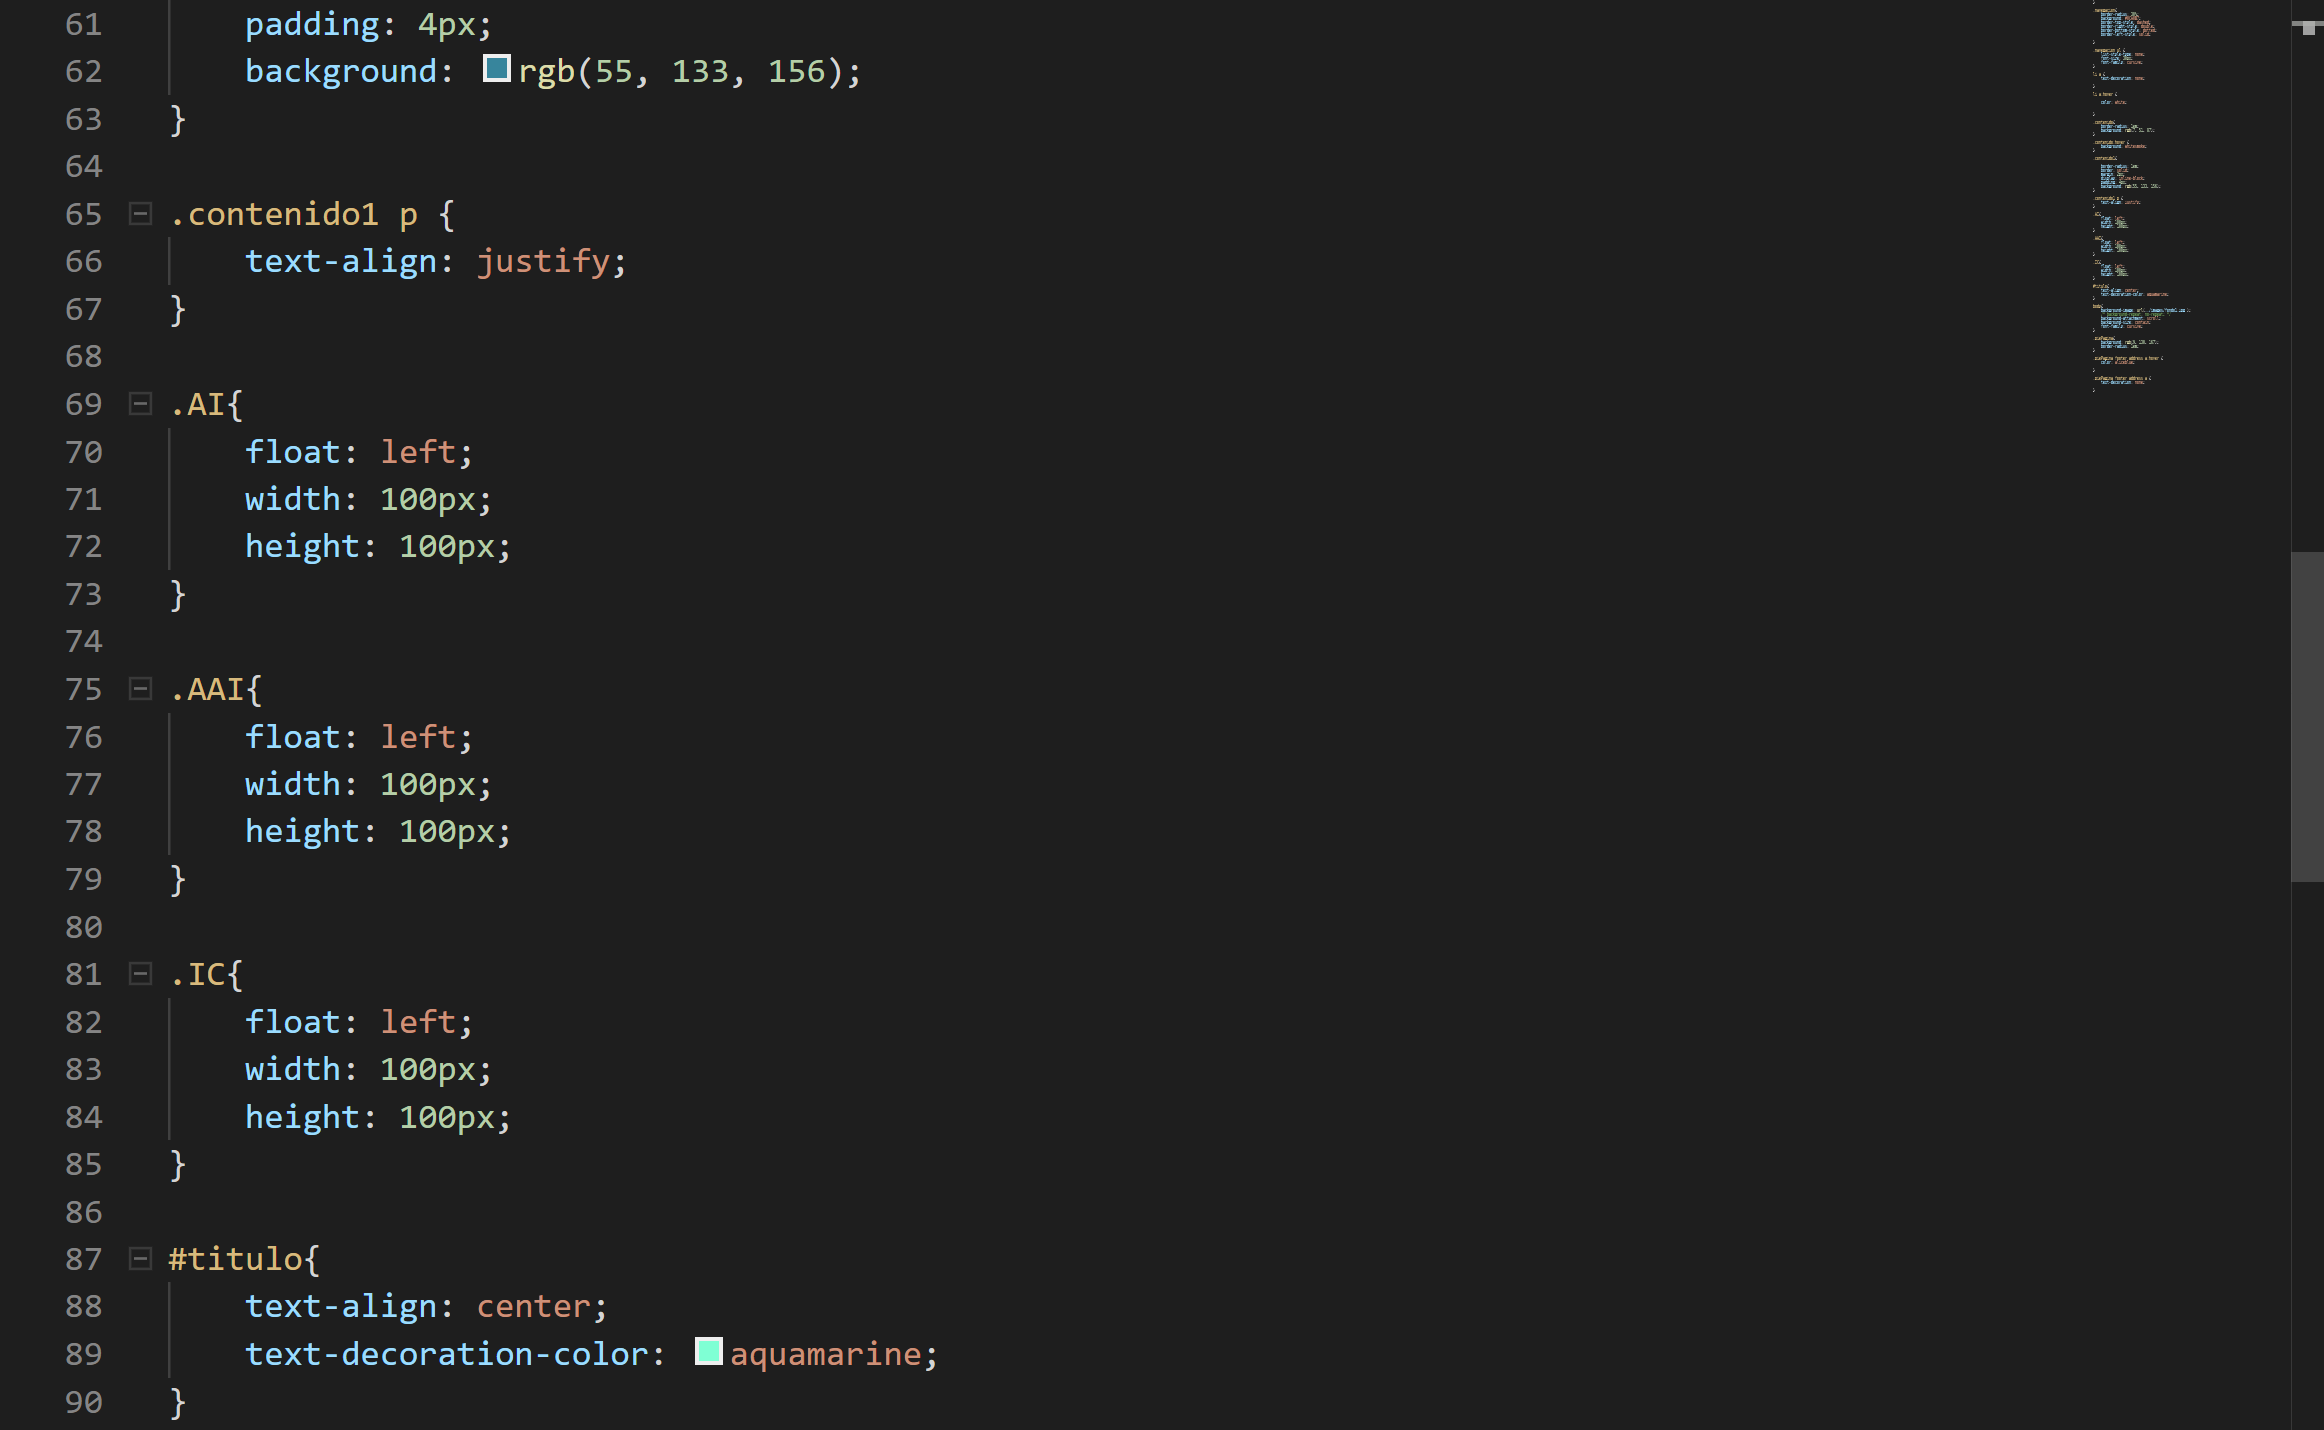 61 padding: 4px;
62 background: rgb(55, 133, 156);
63 }
64
65 .contenido1 p {
66 text-align: justify;
67 }
68
69 .AI{
70 float: left;
71 width: 100px;
72 height: 100px;
73 }
74
75 .AAI{
76 float: left;
77 width: 100px;
78 height: 100px;
79 }
80
81 .IC{
82 float: left;
83 width: 100px;
84 height: 100px;
85 }
86
87 #titulo{
88 text-align: center;
89 text-decoration-color: aquamarine;
90 }